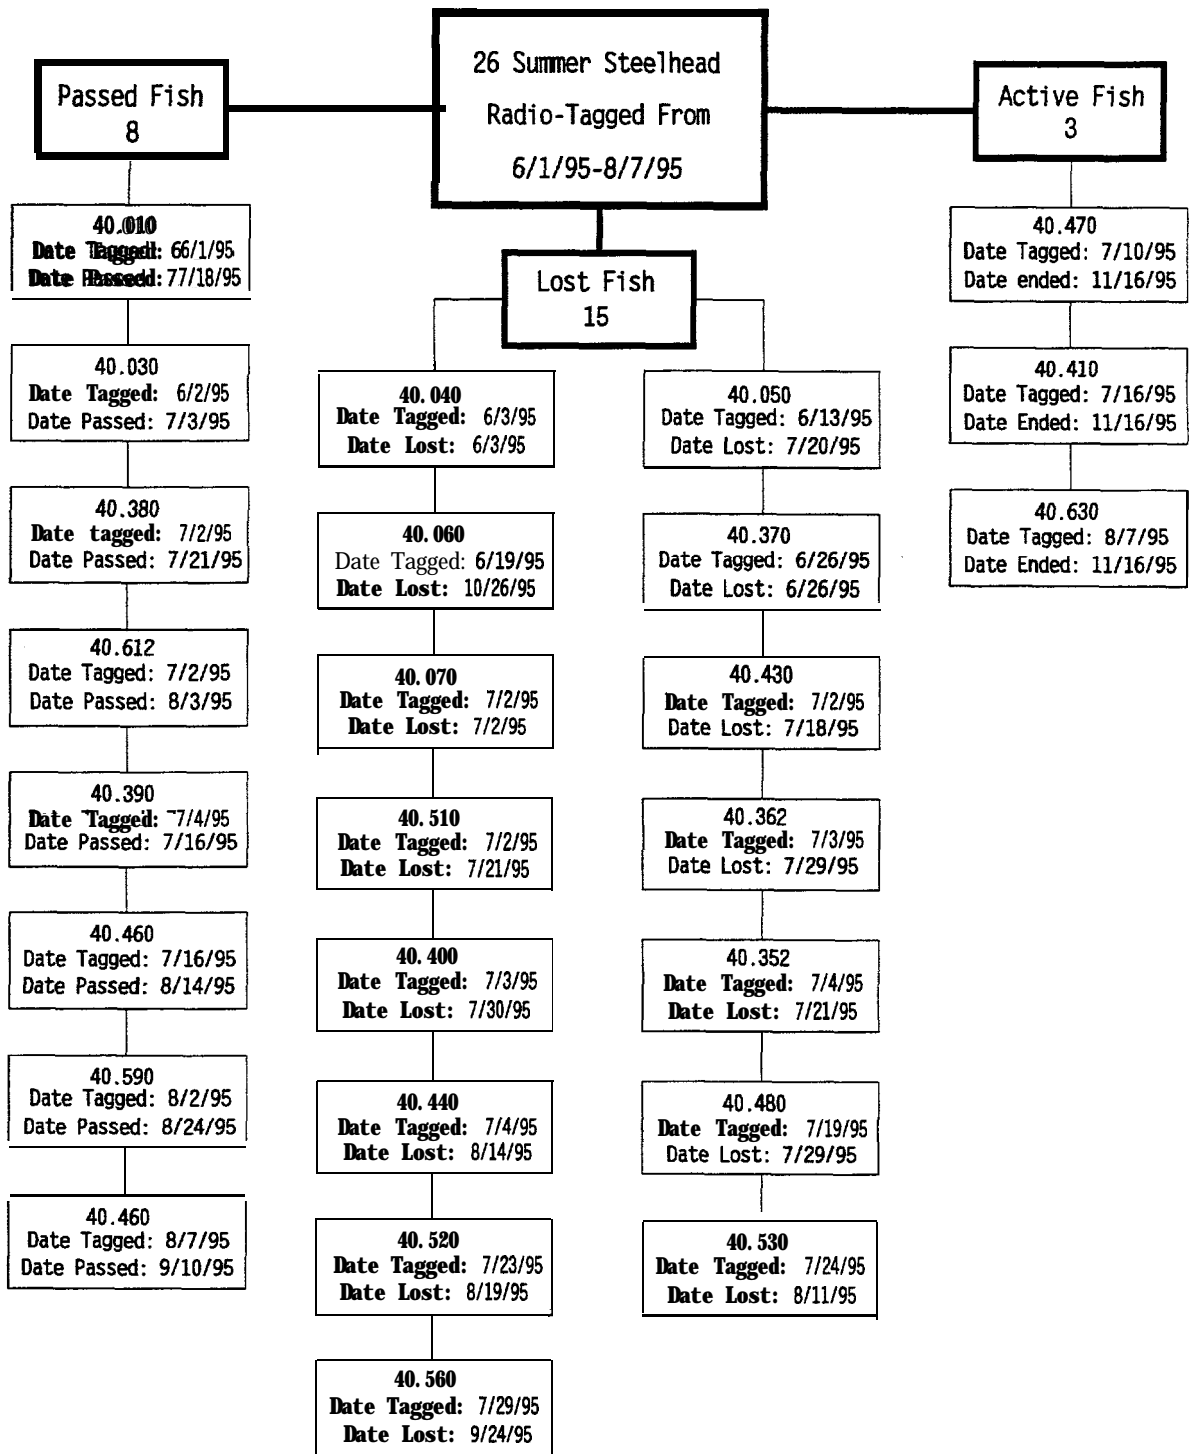 26 Summer Steelhead
Radio-Tagged From
6/1/95-8/7/95
Passed Fish
8
40.010
Date Tagged: 6/1/95
Date Passed: 7/18/95
40.030
Date Tagged: 6/2/95
Date Passed: 7/3/95
40.380
Date tagged: 7/2/95
Date Passed: 7/21/95
40.612
Date Tagged: 7/2/95
Date Passed: 8/3/95
40.390
Date Tagged: 7/4/95
Date Passed: 7/16/95
40.460
Date Tagged: 7/16/95
Date Passed: 8/14/95
40.590
Date Tagged: 8/2/95
Date Passed: 8/24/95
40.460
Date Tagged: 8/7/95
Date Passed: 9/10/95
Lost Fish
15
40.040
Date Tagged: 6/3/95
Date Lost: 6/3/95
40.060
Date Tagged: 6/19/95
Date Lost: 10/26/95
40.070
Date Tagged: 7/2/95
Date Lost: 7/2/95
40.510
Date Tagged: 7/2/95
Date Lost: 7/21/95
40.400
Date Tagged: 7/3/95
Date Lost: 7/30/95
40.440
Date Tagged: 7/4/95
Date Lost: 8/14/95
40.520
Date Tagged: 7/23/95
Date Lost: 8/19/95
40.560
Date Tagged: 7/29/95
Date Lost: 9/24/95
40.050
Date Tagged: 6/13/95
Date Lost: 7/20/95
40.370
Date Tagged: 6/26/95
Date Lost: 6/26/95
40.430
Date Tagged: 7/2/95
Date Lost: 7/18/95
40.362
Date Tagged: 7/3/95
Date Lost: 7/29/95
40.352
Date Tagged: 7/4/95
Date Lost: 7/21/95
40.480
Date Tagged: 7/19/95
Date Lost: 7/29/95
40.530
Date Tagged: 7/24/95
Date Lost: 8/11/95
Active Fish
3
40.470
Date Tagged: 7/10/95
Date ended: 11/16/95
40.410
Date Tagged: 7/16/95
Date Ended: 11/16/95
40.630
Date Tagged: 8/7/95
Date Ended: 11/16/95